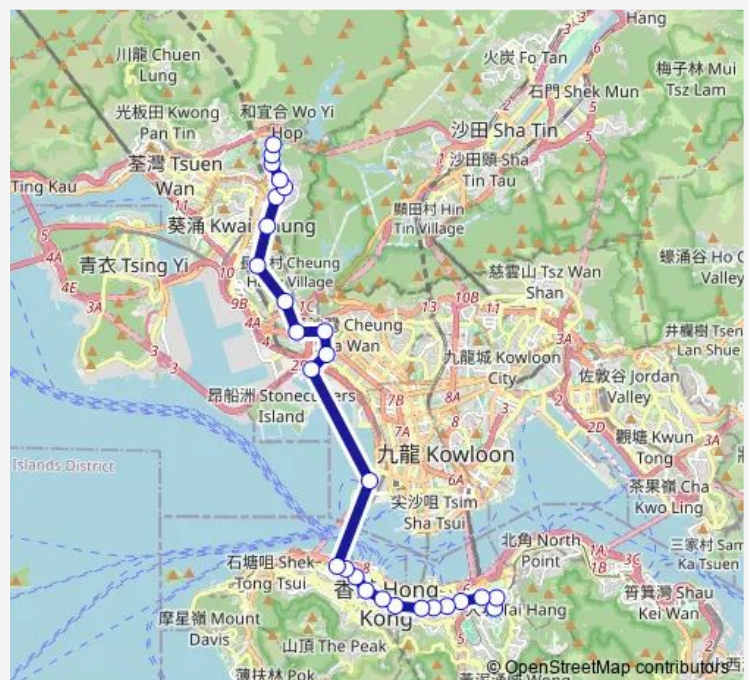 Hang
川龍 Chuen
Lung
火炭 Fo Tan
梅子林 Mui
Tsz Lam
石門 Shek Mun
光板田 Kwong
Pan Tin
和宜合 Wo Yi
Hop
沙田 Sha Tin
荃灣 Tsuen
Wan
沙田頭 Sha
Tin Tau
Ting Kau
顯田村 Hin
Tin Village
葵涌 Kwai Chung
青衣 Tsing Yi
慈雲山 Tsz Wan
Shan
蠔涌谷 Ho C
Valley
井欄樹 Tsen
Lan Shue
九龍城 Kowloon
City
佐敦谷 Jordan
Valley
昂船洲 Stonecutters
Island
觀塘 Kwun
Tong
九龍 Kowloon
Islands District
尖沙咀 Tsim
Sha Tsui
茶果嶺 Cha
Kwo Ling
北角 North
Point
三家村 Sam
Ka Tsuen
石塘咀 Shek
Tong Tsui
香港 Hong
Kong
Tai Hang
筲箕灣 Shau
Kei Wan
摩星嶺 Mount
Davis
山頂 The Peak
薄扶林 Pok
© OpenStreetMap contributors